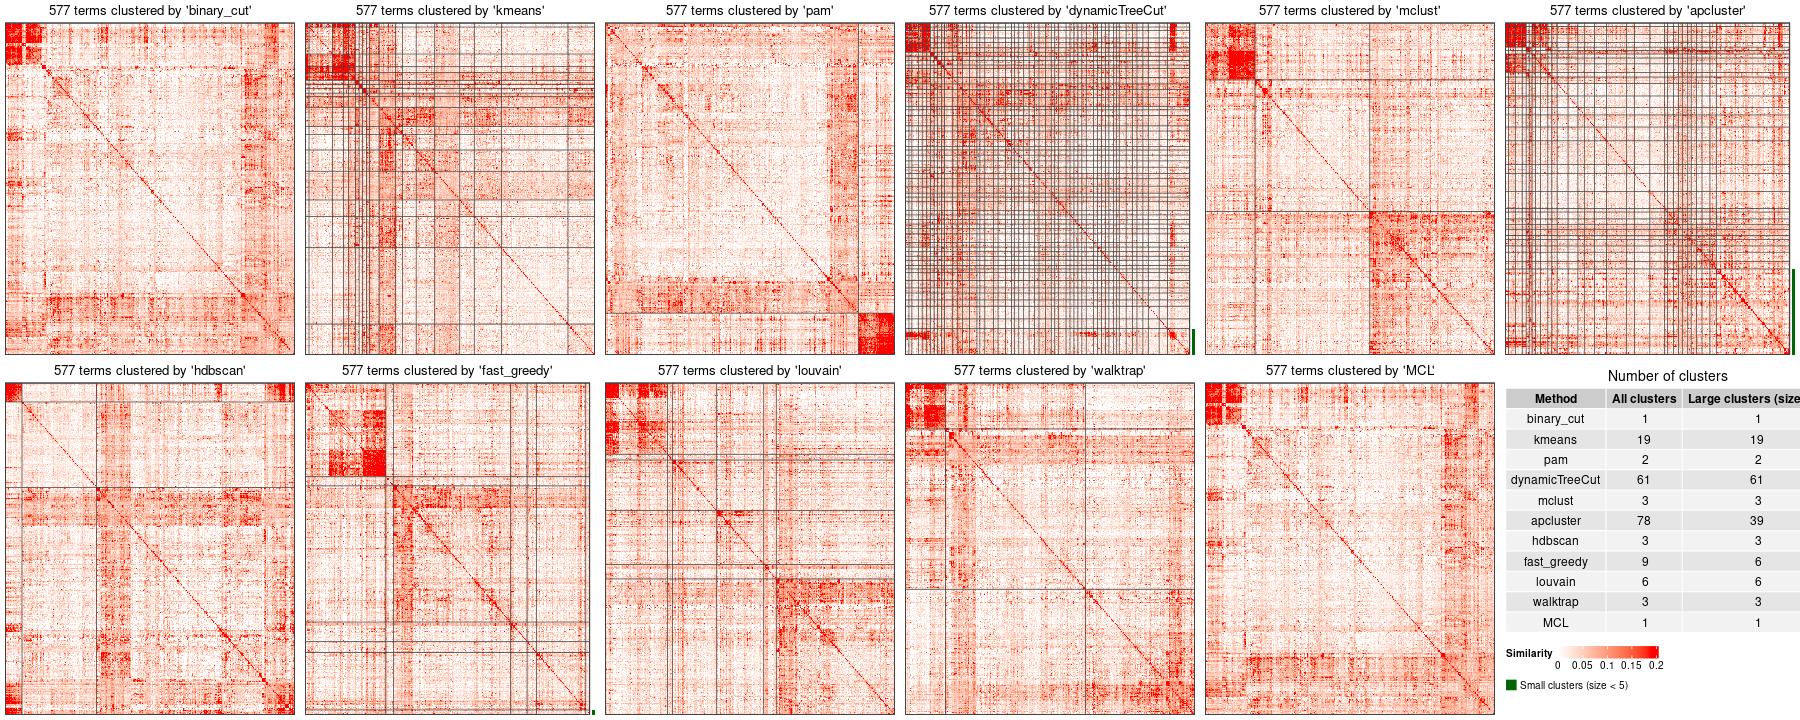 577 terms clustered by 'binary_cut'
577 terms clustered by 'kmeans'
577 terms clustered by 'pam'
577 terms clustered by 'dynamicTreeCut'
577 terms clustered by 'mclust'
577 terms clustered by 'apcluster'
577 terms clustered by 'hdbscan'
577 terms clustered by 'fast_greedy'
577 terms clustered by 'louvain'
577 terms clustered by 'walktrap'
577 terms clustered by 'MCL'
Number of clusters
Method All clusters Large clusters (size
binary_cut 1 1
kmeans 19 19
pam 2 2
dynamicTreeCut 61 61
mclust 3 3
apcluster 78 39
hdbscan 3 3
fast_greedy 9 6
louvain 6 6
walktrap 3 3
MCL 1 1
Similarity
0 0.05 0.1 0.15 0.2
Small clusters (size < 5)